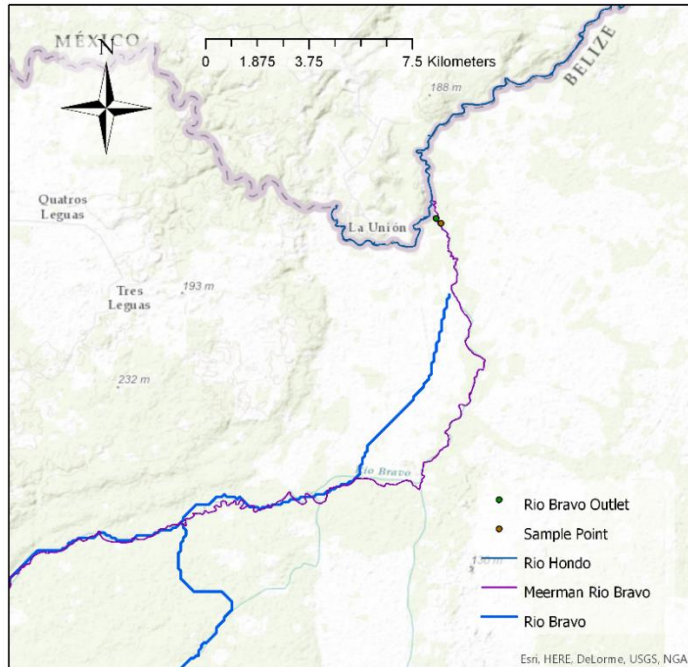 MÉXICO
N
0 1.875 3.75 7.5 Kilometers
188 m
BELIZE
Quatros
Leguas
La Unión
Tres
Leguas
193 m
232 m
Rio Bravo
130 m
Rio Bravo Outlet
Sample Point
Rio Hondo
Meerman Rio Bravo
Rio Bravo
Esri, HERE, DeLorme, USGS, NGA